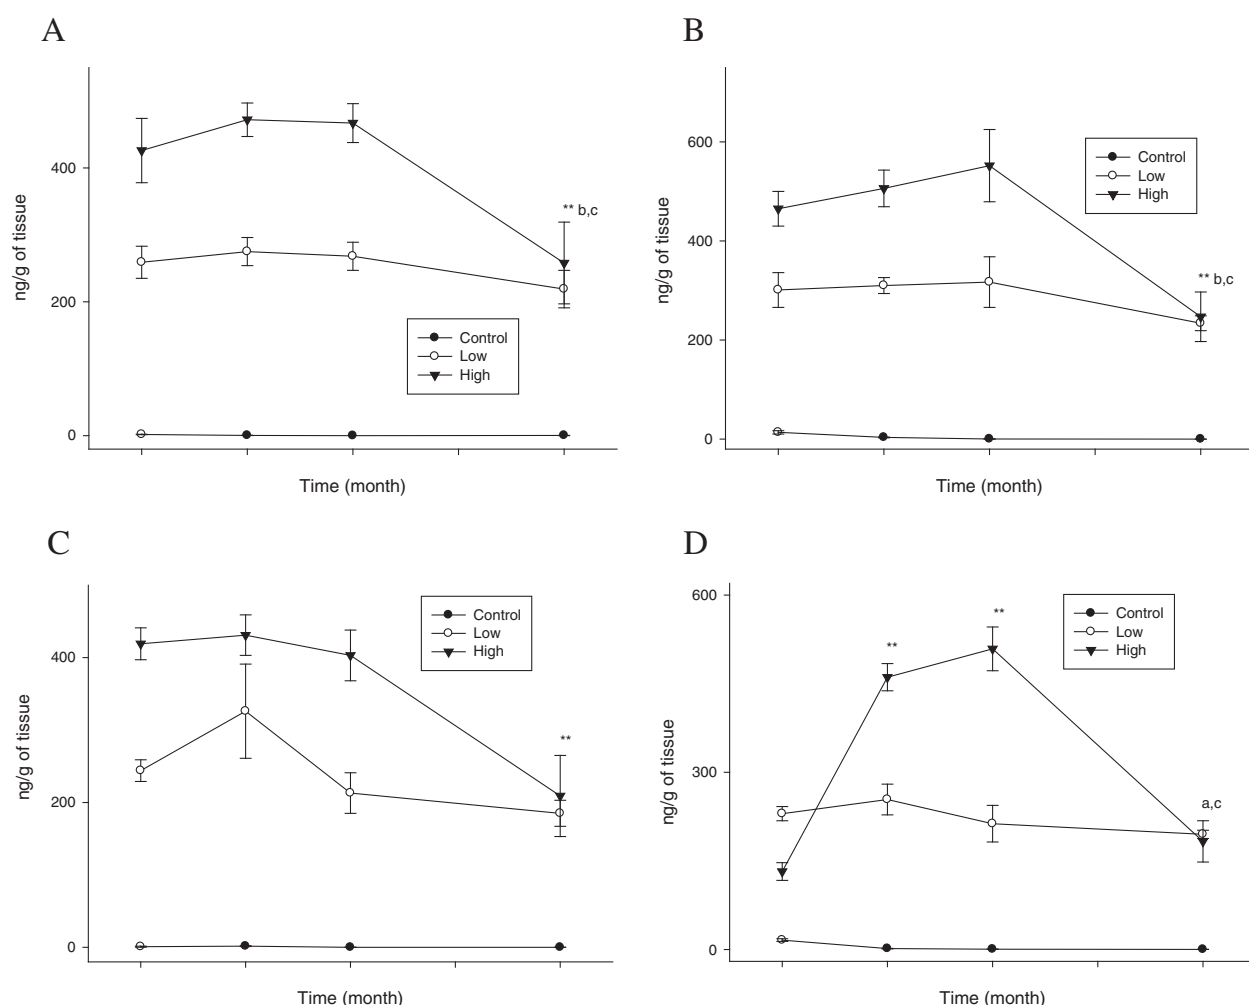 A
ng/g of tissue
400
200
0
** b,c
Control
Low
High
Time (month)
B
ng/g of tissue
600
400
200
0
Control
Low
High
** b,c
Time (month)
C
ng/g of tissue
400
200
0
Control
Low
High
**
Time (month)
D
ng/g of tissue
600
300
0
**
**
Control
Low
High
a,c
Time (month)